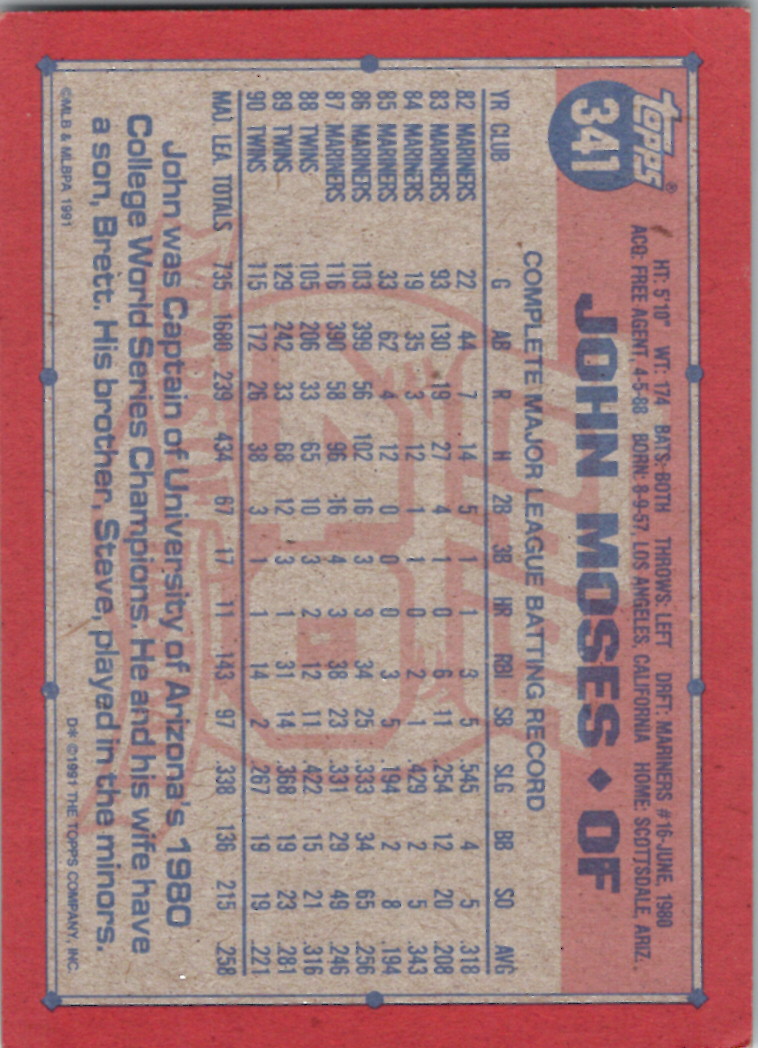 topps®
341
HT: 5'10" WT: 174 BATS: BOTH THROWS: LEFT DRFT: MARINERS #16-JUNE, 1980
ACQ: FREE AGENT, 4-5-88 BORN: 8-9-57, LOS ANGELES, CALIFORNIA HOME: SCOTTSDALE, ARIZ.
JOHN MOSES ♦ OF
COMPLETE MAJOR LEAGUE BATTING RECORD
YR CLUB G AB R H 2B 3B HR RBI SB SLG BB SO AVG
82 MARINERS 22 44 7 14 5 1 1 3 5 .545 4 5 .318
83 MARINERS 93 130 19 27 4 1 0 6 11 .254 12 20 .208
84 MARINERS 19 35 3 12 1 1 0 2 1 .429 2 5 .343
85 MARINERS 33 62 4 12 0 0 0 3 5 .194 2 8 .194
86 MARINERS 103 399 56 102 16 3 3 34 25 .333 34 65 .256
87 MARINERS 116 390 58 96 16 4 3 38 23 .331 29 49 .246
88 TWINS 105 206 33 65 10 3 2 12 11 .422 15 21 .316
89 TWINS 129 242 33 68 12 3 1 31 14 .368 19 23 .281
90 TWINS 115 172 26 38 3 1 1 14 2 .267 19 19 .221
MAJ. LEA. TOTALS 735 1680 239 434 67 17 11 143 97 .338 136 215 .258
John was Captain of University of Arizona's 1980
College World Series Champions. He and his wife have
a son, Brett. His brother, Steve, played in the minors.
©MLB & MLBPA 1991
D* ©1991 THE TOPPS COMPANY, INC.
40
YEARS OF